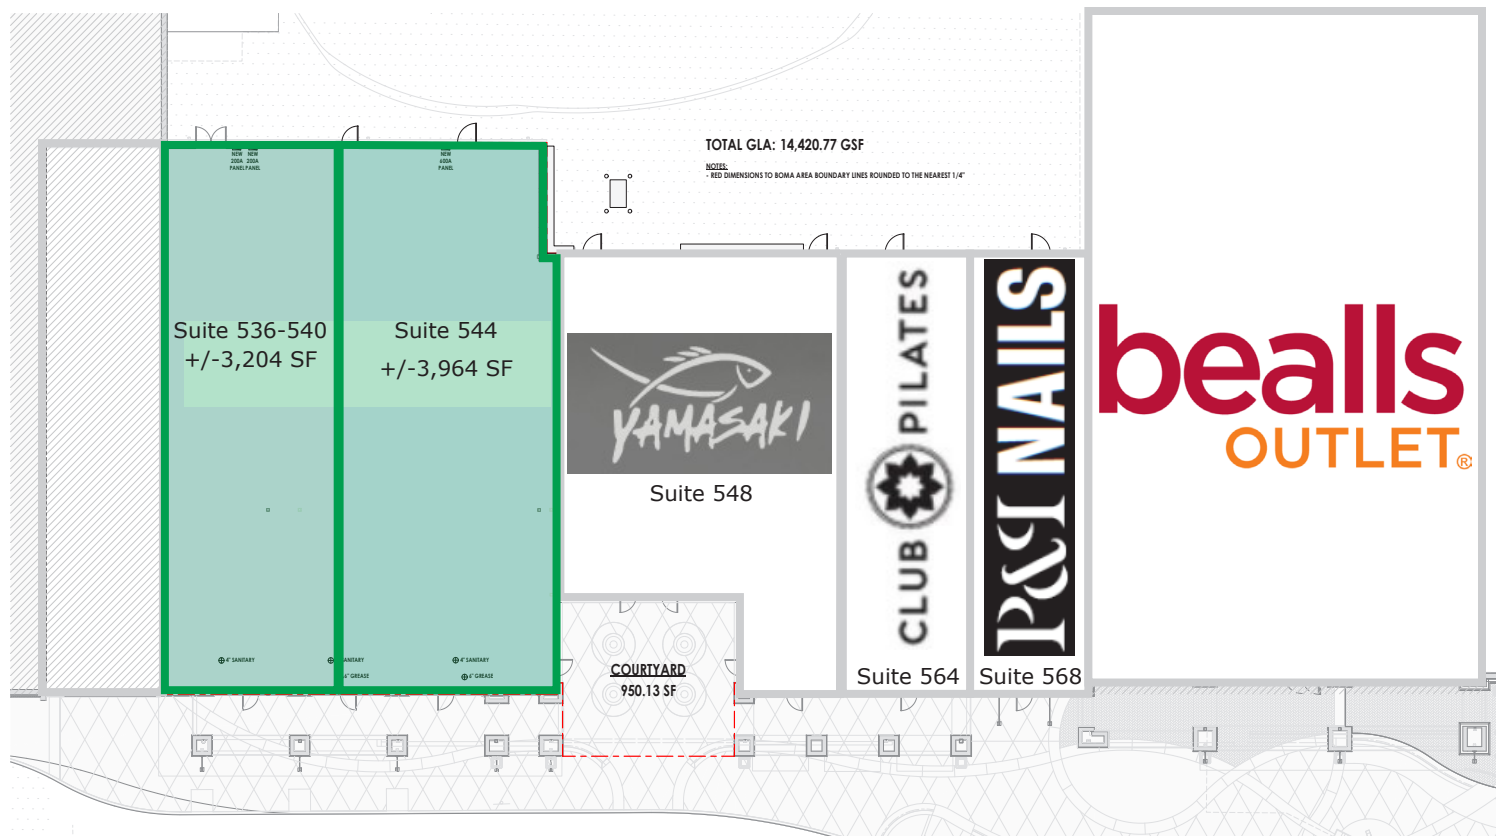 TOTAL GLA: 14,420.77 GSF
NOTES:
- RED DIMENSIONS TO BOMA AREA BOUNDARY LINES ROUNDED TO THE NEAREST 1/4"
NEW
200A
PANEL
NEW
200A
PANEL
NEW
600A
PANEL
Suite 536-540
+/-3,204 SF
Suite 544
+/-3,964 SF
YAMASAKI
Suite 548
CLUB PILATES
Suite 564
P&J NAILS
Suite 568
bealls
OUTLET®
4" SANITARY
SANITARY
6" GREASE
4" SANITARY
6" GREASE
COURTYARD
950.13 SF